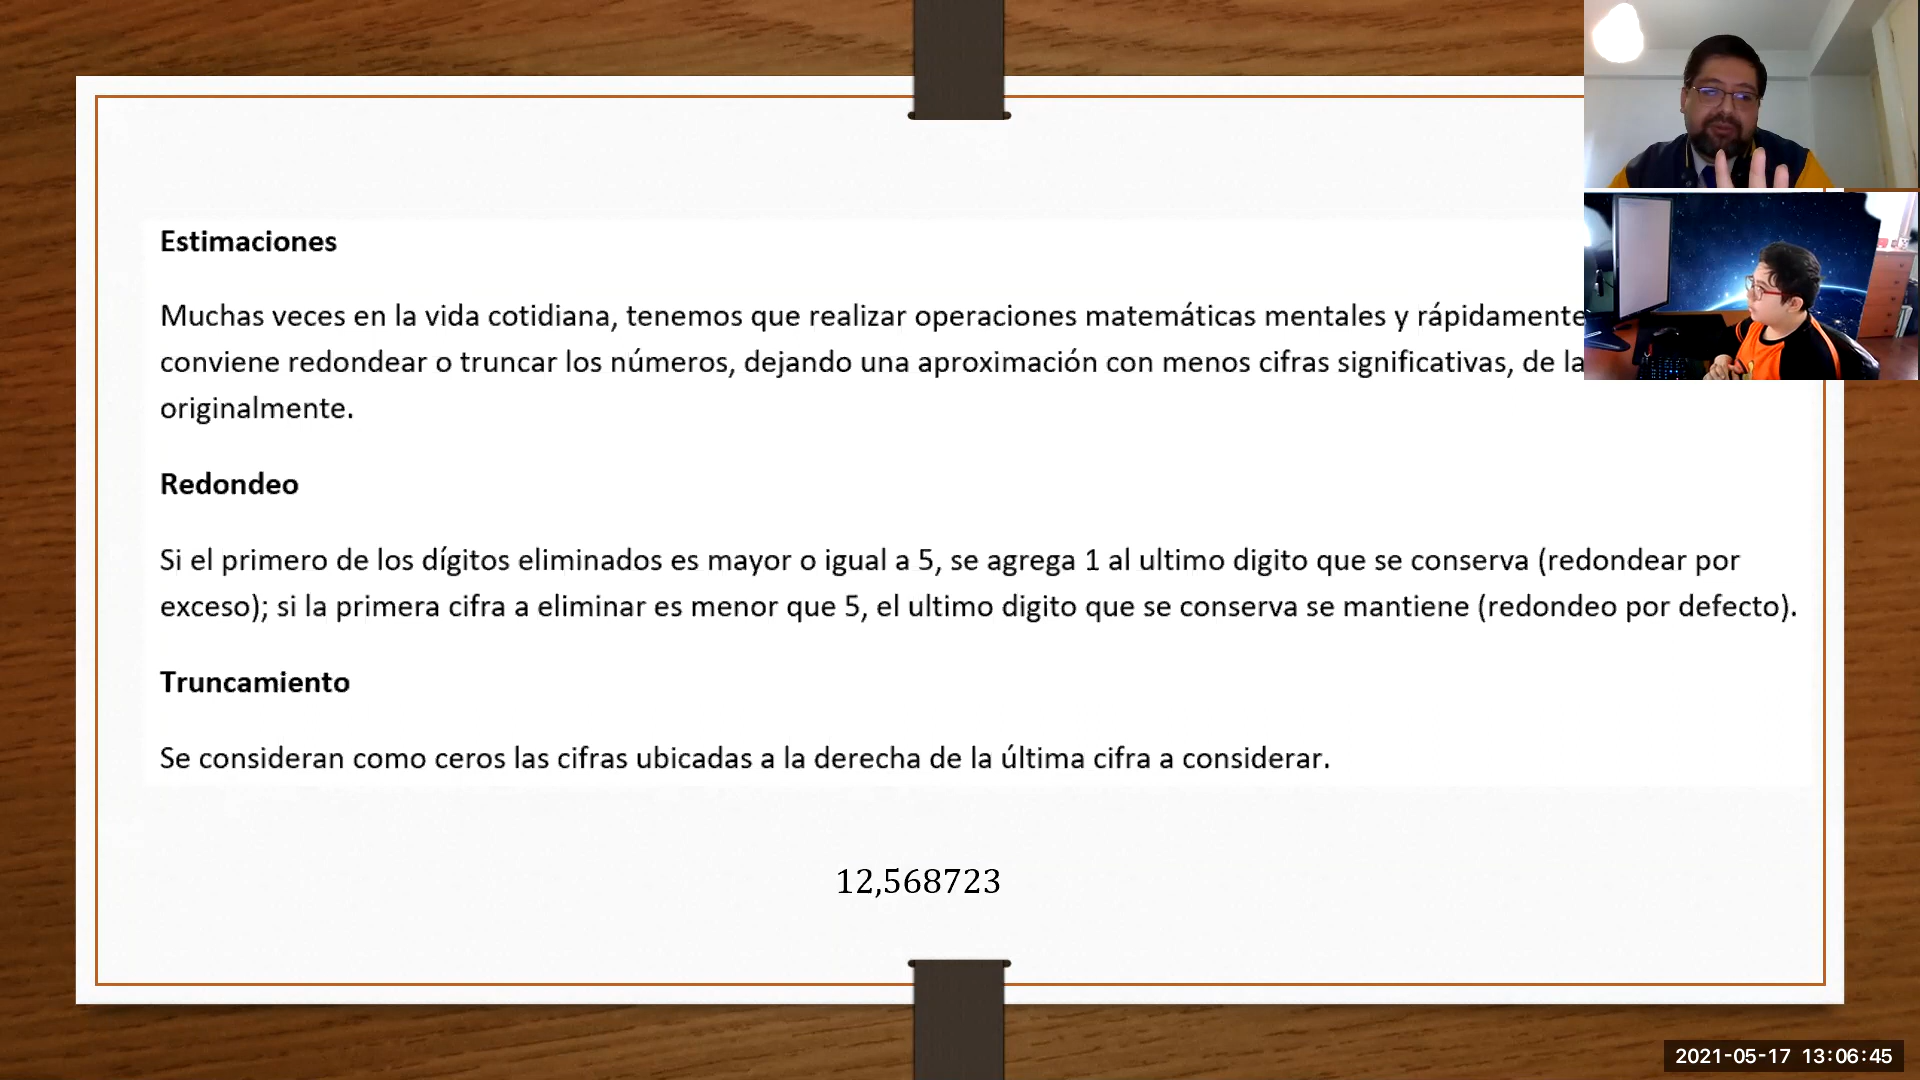 Estimaciones
Muchas veces en la vida cotidiana, tenemos que realizar operaciones matemáticas mentales y rápidamente
conviene redondear o truncar los números, dejando una aproximación con menos cifras significativas, de la
originalmente.
Redondeo
Si el primero de los dígitos eliminados es mayor o igual a 5, se agrega 1 al ultimo digito que se conserva (redondear por
exceso); si la primera cifra a eliminar es menor que 5, el ultimo digito que se conserva se mantiene (redondeo por defecto).
Truncamiento
Se consideran como ceros las cifras ubicadas a la derecha de la última cifra a considerar.
12,568723
2021-05-17 13:06:45